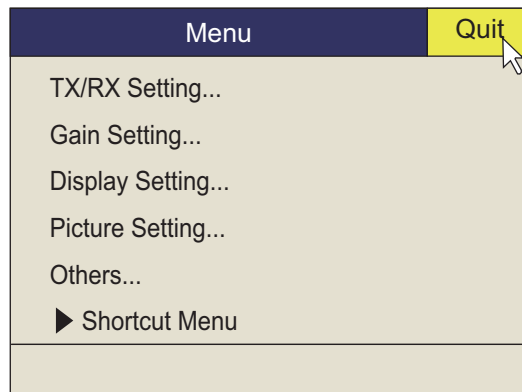 Menu Quit
TX/RX Setting...
Gain Setting...
Display Setting...
Picture Setting...
Others...
Shortcut Menu